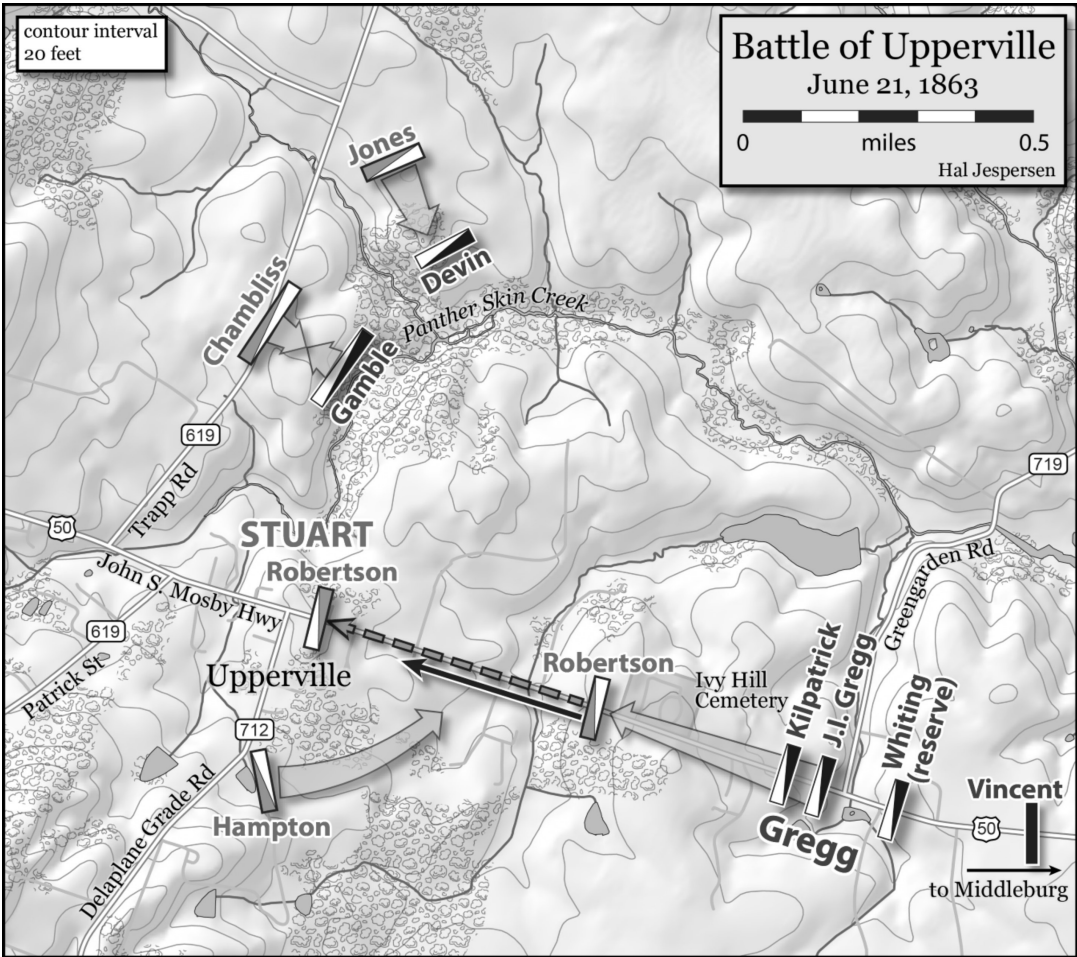 contour interval
20 feet
Battle of Upperville
June 21, 1863
0 miles 0.5
Hal Jespersen
Jones
Devin
Chambliss
Panther Skin Creek
Gamble
619
719
Trapp Rd
50
STUART
Robertson
John S. Mosby Hwy
Greengarden Rd
619
Patrick St
Upperville
Robertson
Ivy Hill
Cemetery
Kilpatrick
J.I. Gregg
Whiting
(reserve)
712
Vincent
Delaplane Grade Rd
Hampton
Gregg
50
to Middleburg